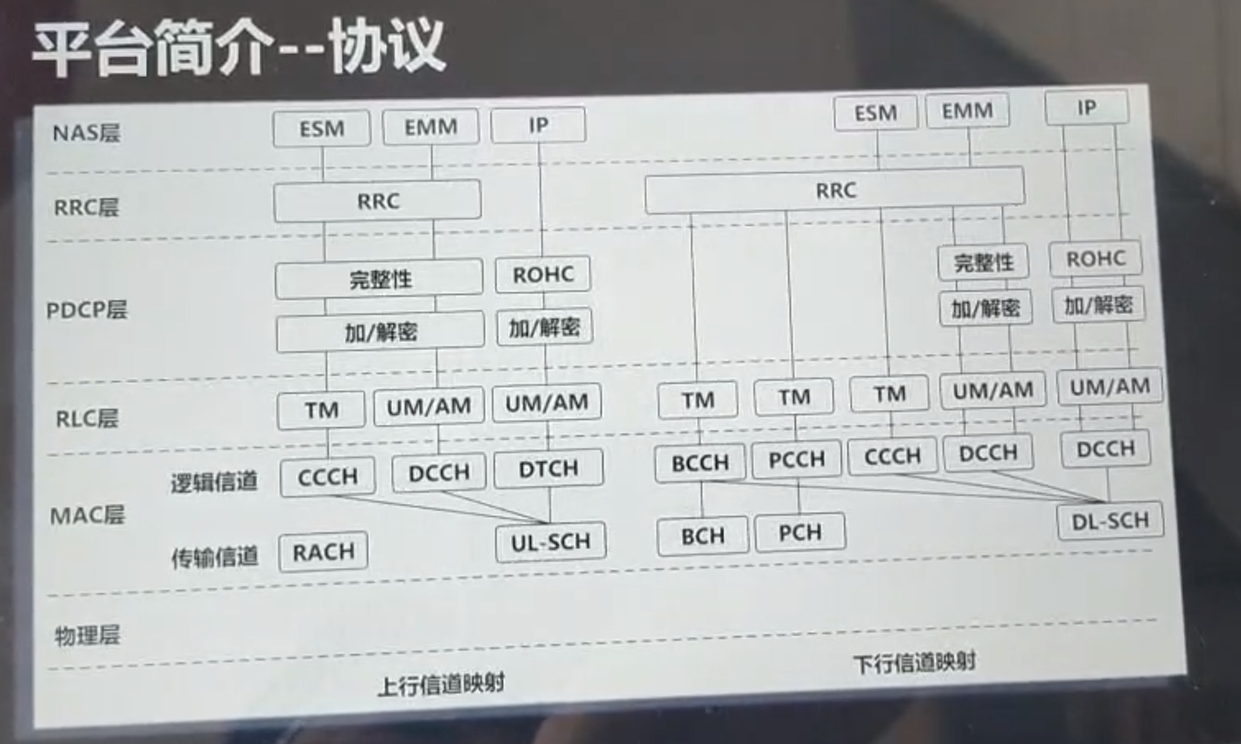 平台简介--协议
NAS层 ESM EMM IP ESM EMM IP
RRC层 RRC RRC
PDCP层 完整性 ROHC 完整性 ROHC
加/解密 加/解密 加/解密 加/解密
RLC层 TM UM/AM UM/AM TM TM TM UM/AM UM/AM
MAC层
逻辑信道 CCCH DCCH DTCH BCCH PCCH CCCH DCCH DCCH
传输信道 RACH UL-SCH BCH PCH DL-SCH
物理层
上行信道映射 下行信道映射